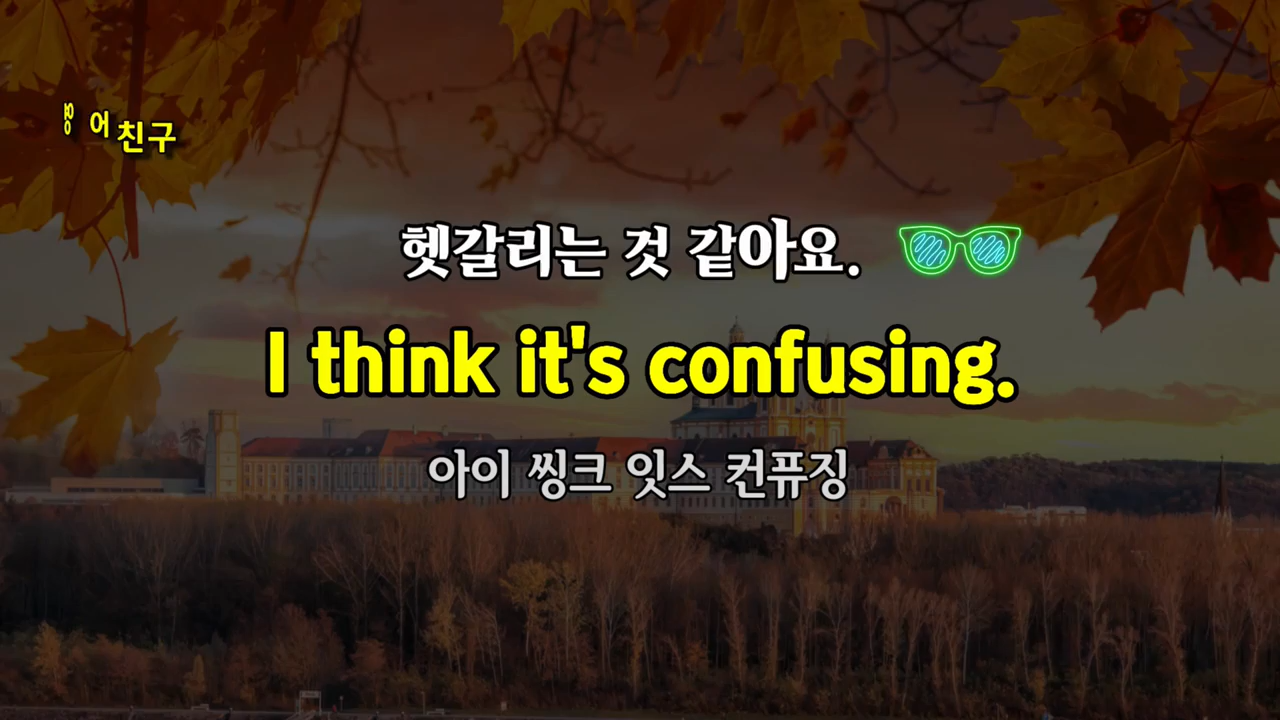 영어친구
헷갈리는 것 같아요.
I think it's confusing.
아이 씽크 잇스 컨퓨징